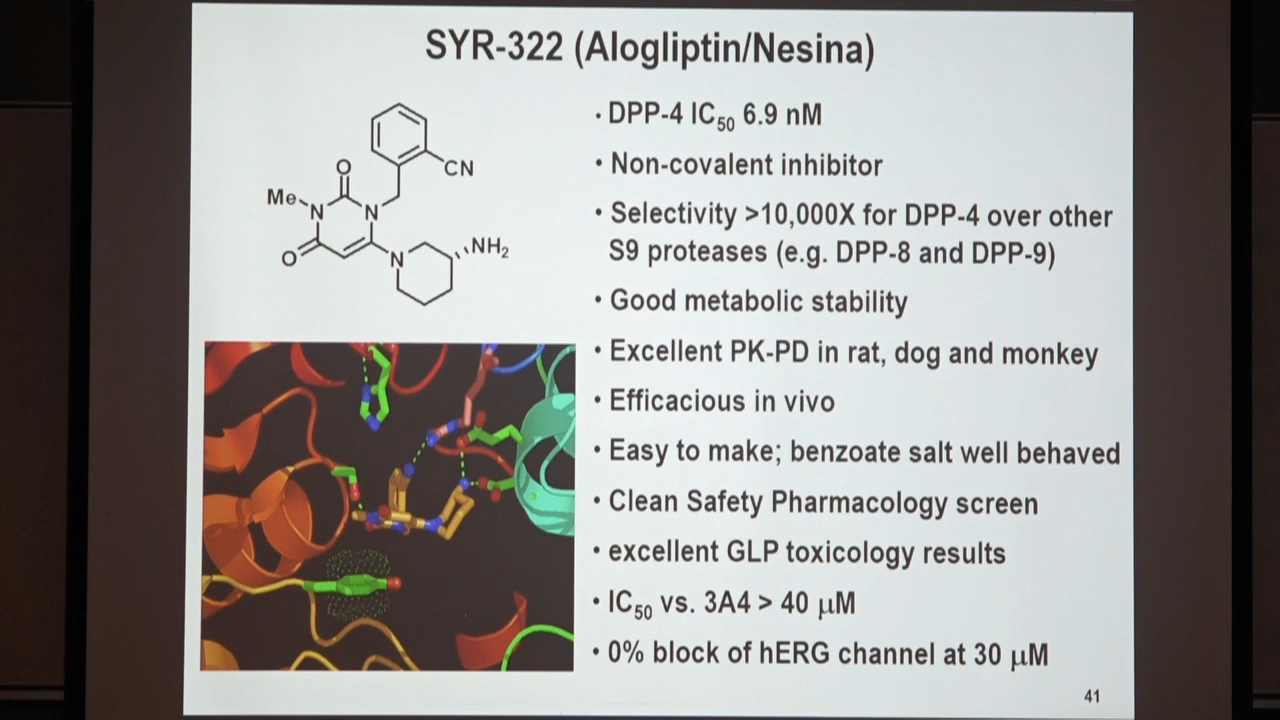 SYR-322 (Alogliptin/Nesina)
CN
O
Me
N
N
O
N
NH₂
· DPP-4 IC₅₀ 6.9 nM
• Non-covalent inhibitor
• Selectivity >10,000X for DPP-4 over other
S9 proteases (e.g. DPP-8 and DPP-9)
• Good metabolic stability
• Excellent PK-PD in rat, dog and monkey
• Efficacious in vivo
• Easy to make; benzoate salt well behaved
• Clean Safety Pharmacology screen
• excellent GLP toxicology results
• IC₅₀ vs. 3A4 > 40 μM
• 0% block of hERG channel at 30 μM
41